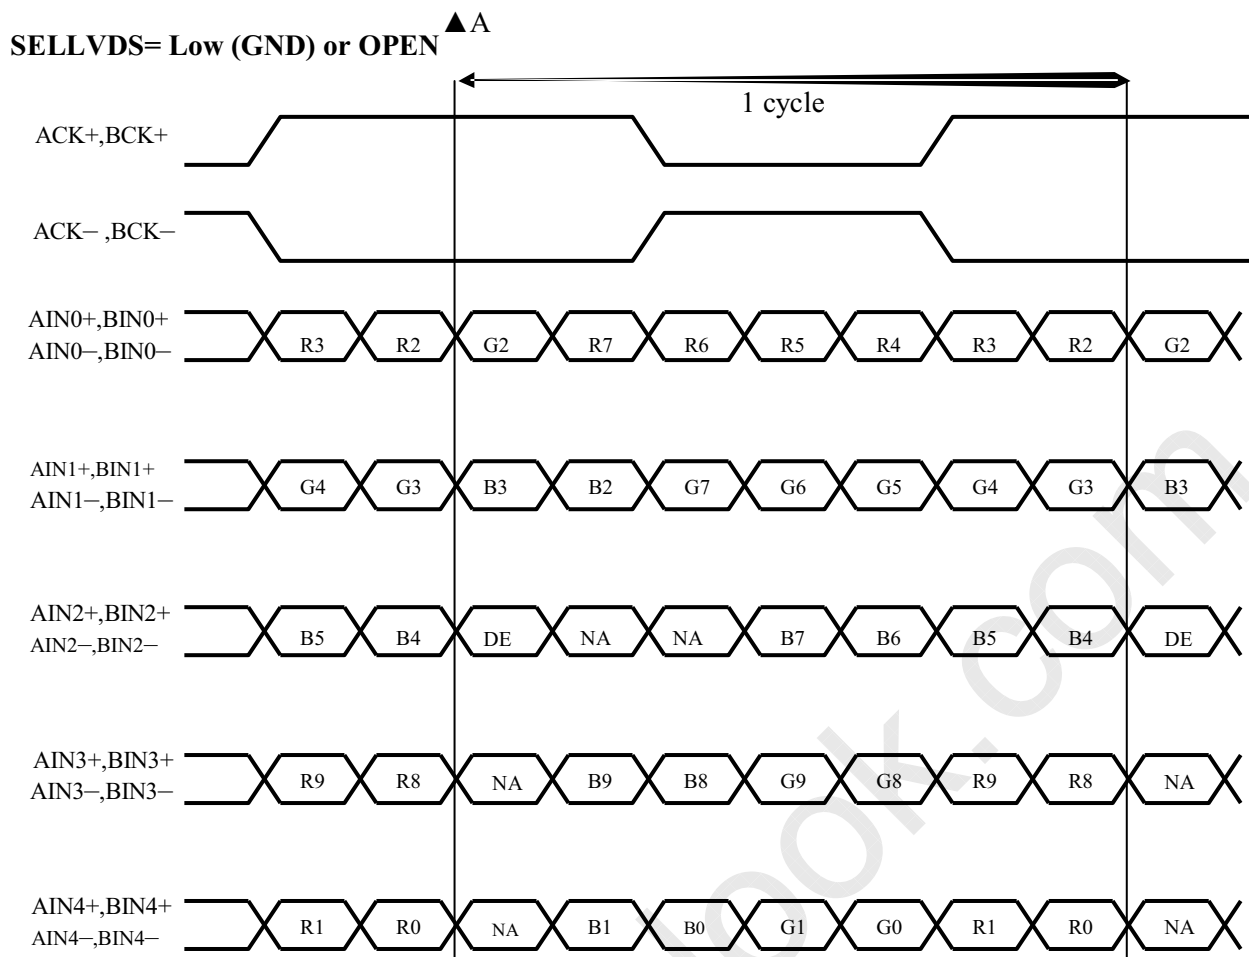 ▲A
SELLVDS= Low (GND) or OPEN
1 cycle
ACK+,BCK+
ACK− ,BCK−
AIN0+,BIN0+
AIN0−,BIN0−
R3 R2 G2 R7 R6 R5 R4 R3 R2 G2
AIN1+,BIN1+
AIN1−,BIN1−
G4 G3 B3 B2 G7 G6 G5 G4 G3 B3
AIN2+,BIN2+
AIN2−,BIN2−
B5 B4 DE NA NA B7 B6 B5 B4 DE
AIN3+,BIN3+
AIN3−,BIN3−
R9 R8 NA B9 B8 G9 G8 R9 R8 NA
AIN4+,BIN4+
AIN4−,BIN4−
R1 R0 NA B1 B0 G1 G0 R1 R0 NA
look.com